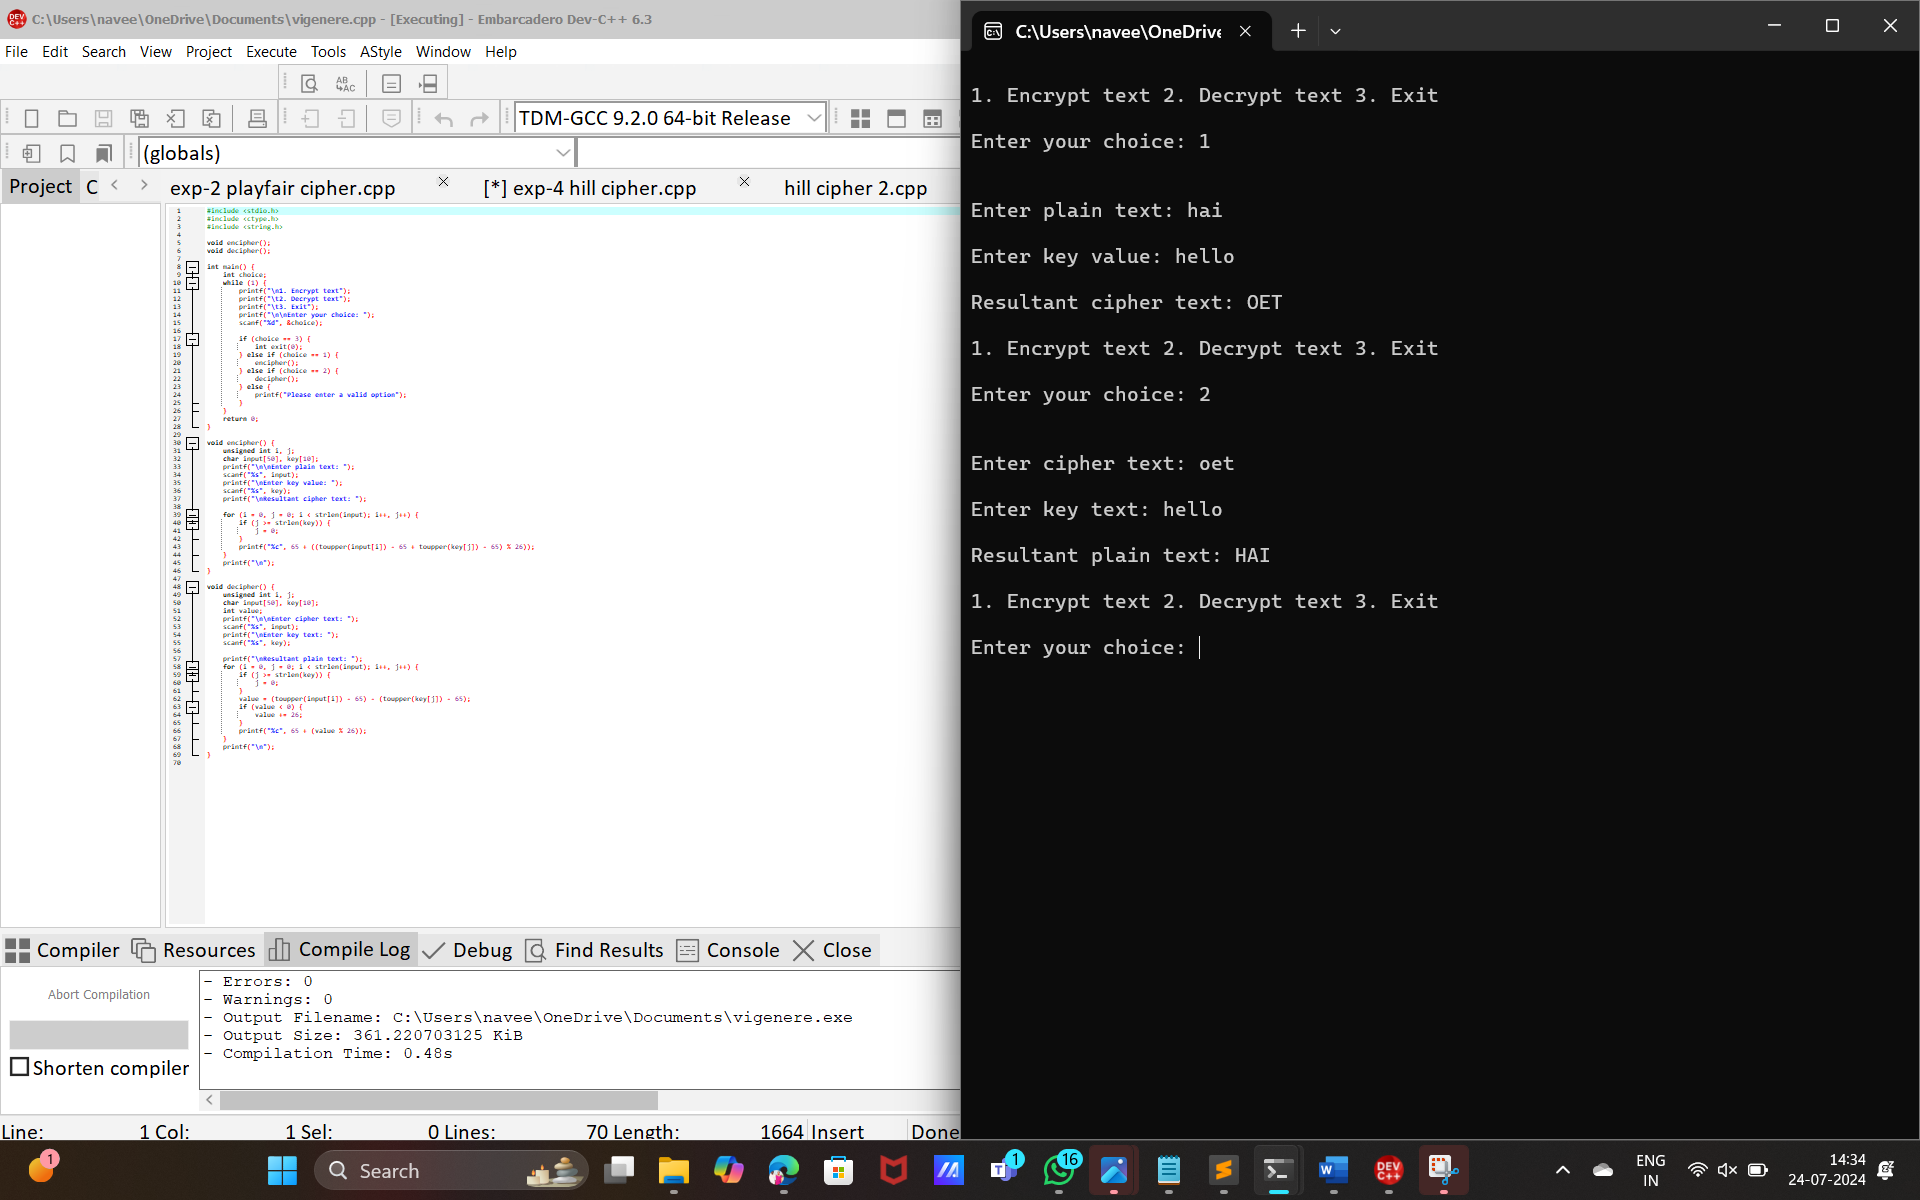 C:\Users\navee\OneDrive\Documents\vigenere.cpp - [Executing] - Embarcadero Dev-C++ 6.3
File Edit Search View Project Execute Tools AStyle Window Help
TDM-GCC 9.2.0 64-bit Release
(globals)
Project C
exp-2 playfair cipher.cpp
[*] exp-4 hill cipher.cpp
hill cipher 2.cpp
1 #include <stdio.h>
2 #include <ctype.h>
3 #include <string.h>
4
5 void encipher();
6 void decipher();
7
8 int main() {
9 int choice;
10 while (1) {
11 printf("\n1. Encrypt text");
12 printf("\t2. Decrypt text");
13 printf("\t3. Exit");
14 printf("\n\nEnter your choice: ");
15 scanf("%d", &choice);
16
17 if (choice == 3) {
18 int exit(0);
19 } else if (choice == 1) {
20 encipher();
21 } else if (choice == 2) {
22 decipher();
23 } else {
24 printf("Please enter a valid option");
25 }
26 }
27 return 0;
28 }
29
30 void encipher() {
31 unsigned int i, j;
32 char input[50], key[10];
33 printf("\n\nEnter plain text: ");
34 scanf("%s", input);
35 printf("\nEnter key value: ");
36 scanf("%s", key);
37 printf("\nResultant cipher text: ");
38
39 for (i = 0, j = 0; i < strlen(input); i++, j++) {
40 if (j >= strlen(key)) {
41 j = 0;
42 }
43 printf("%c", 65 + ((toupper(input[i]) - 65 + toupper(key[j]) - 65) % 26));
44 }
45 printf("\n");
46 }
47
48 void decipher() {
49 unsigned int i, j;
50 char input[50], key[10];
51 int value;
52 printf("\n\nEnter cipher text: ");
53 scanf("%s", input);
54 printf("\nEnter key text: ");
55 scanf("%s", key);
56
57 printf("\nResultant plain text: ");
58 for (i = 0, j = 0; i < strlen(input); i++, j++) {
59 if (j >= strlen(key)) {
60 j = 0;
61 }
62 value = (toupper(input[i]) - 65) - (toupper(key[j]) - 65);
63 if (value < 0) {
64 value += 26;
65 }
66 printf("%c", 65 + (value % 26));
67 }
68 printf("\n");
69 }
70
Compiler Resources Compile Log Debug Find Results Console Close
Abort Compilation
Shorten compiler
- Errors: 0
- Warnings: 0
- Output Filename: C:\Users\navee\OneDrive\Documents\vigenere.exe
- Output Size: 361.220703125 KiB
- Compilation Time: 0.48s
Line: 1 Col: 1 Sel: 0 Lines: 70 Length: 1664 Insert Done
C:\Users\navee\OneDrive
1. Encrypt text 2. Decrypt text 3. Exit
Enter your choice: 1
Enter plain text: hai
Enter key value: hello
Resultant cipher text: OET
1. Encrypt text 2. Decrypt text 3. Exit
Enter your choice: 2
Enter cipher text: oet
Enter key text: hello
Resultant plain text: HAI
1. Encrypt text 2. Decrypt text 3. Exit
Enter your choice:
1
Search
1
16
DEV C++
ENG
IN
14:34
24-07-2024